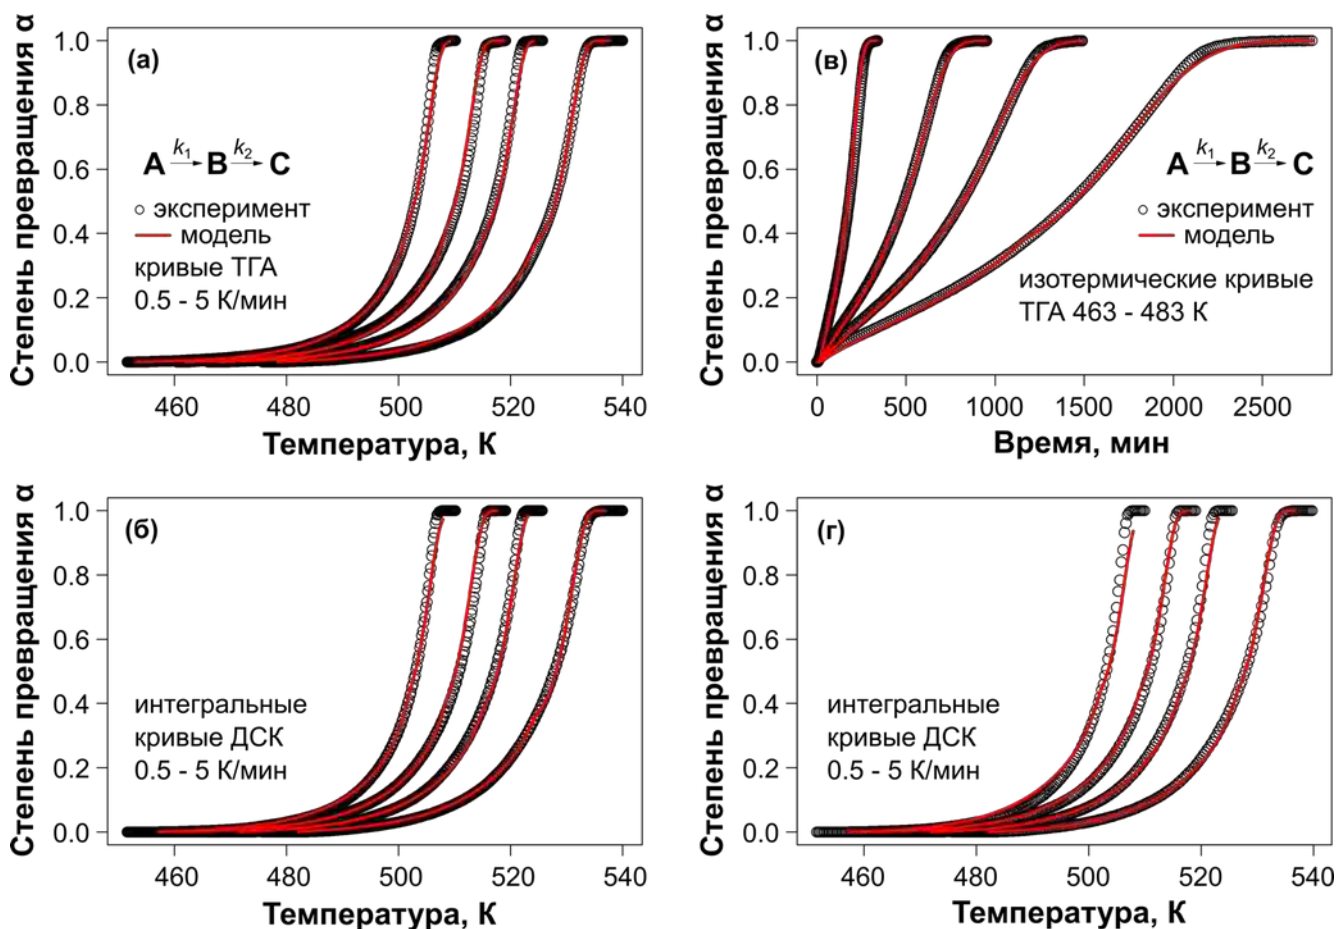 Степень превращения α
1.0
0.8
0.6
0.4
0.2
0.0
(а)
A k1 B k2 C
эксперимент
модель
кривые ТГА
0.5 - 5 К/мин
460
480
500
520
540
Температура, К
Степень превращения α
1.0
0.8
0.6
0.4
0.2
0.0
(в)
A k1 B k2 C
эксперимент
модель
изотермические кривые
ТГА 463 - 483 К
0
500
1000
1500
2000
2500
Время, мин
Степень превращения α
1.0
0.8
0.6
0.4
0.2
0.0
(б)
интегральные
кривые ДСК
0.5 - 5 К/мин
460
480
500
520
540
Температура, К
Степень превращения α
1.0
0.8
0.6
0.4
0.2
0.0
(г)
интегральные
кривые ДСК
0.5 - 5 К/мин
460
480
500
520
540
Температура, К